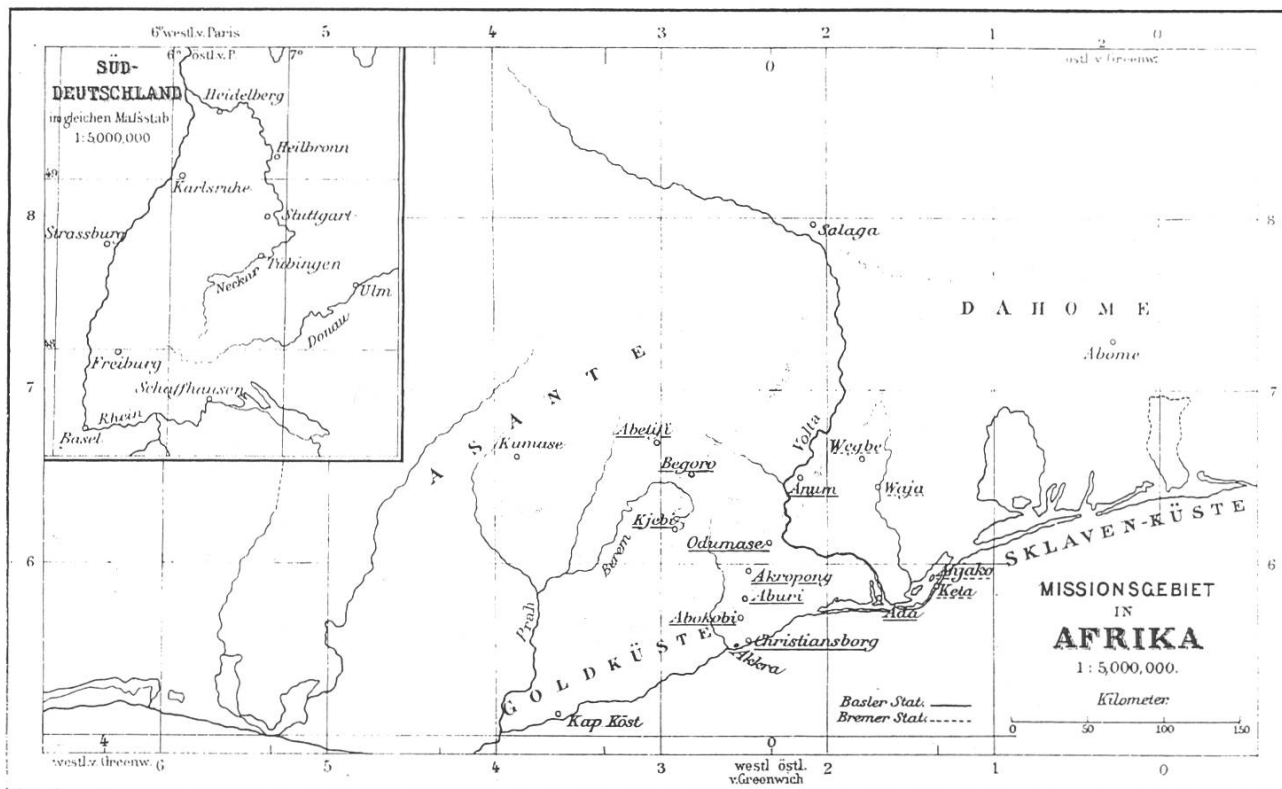 6° westl. v. Paris
5
4
3
2
1
0
0
2
östl. v. Greenw.
SÜD-
DEUTSCHLAND
im gleichen Maßstab
1:5,000,000
6° östl. v. P. 7°
Heidelberg
Heilbronn
49
Karlsruhe
Stuttgart
Strassburg
Tübingen
Neckar
Ulm
Donau
48
Freiburg
Schaffhausen
Rhein
Basel
8
8
Salaga
DAHOME
Abome
7
7
ASANTE
Kumase
Abetifi
Begoro
Volta
Wegbe
Anum
Waja
Kjebi
Berem
Odumase
SKLAVEN-KÜSTE
6
6
Akropong
Anjako
Keta
Aburi
Ada
Prah
Abokobi
Christiansborg
Akkra
GOLDKÜSTE
Kap Köst
MISSIONSGEBIET
IN
AFRIKA
1:5,000,000.
Basler Stat.
Bremer Stat.
Kilometer
0 50 100 150
4
westl. v. Greenw.
0
westl. östl.
v. Greenwich
6
5
4
3
2
1
0